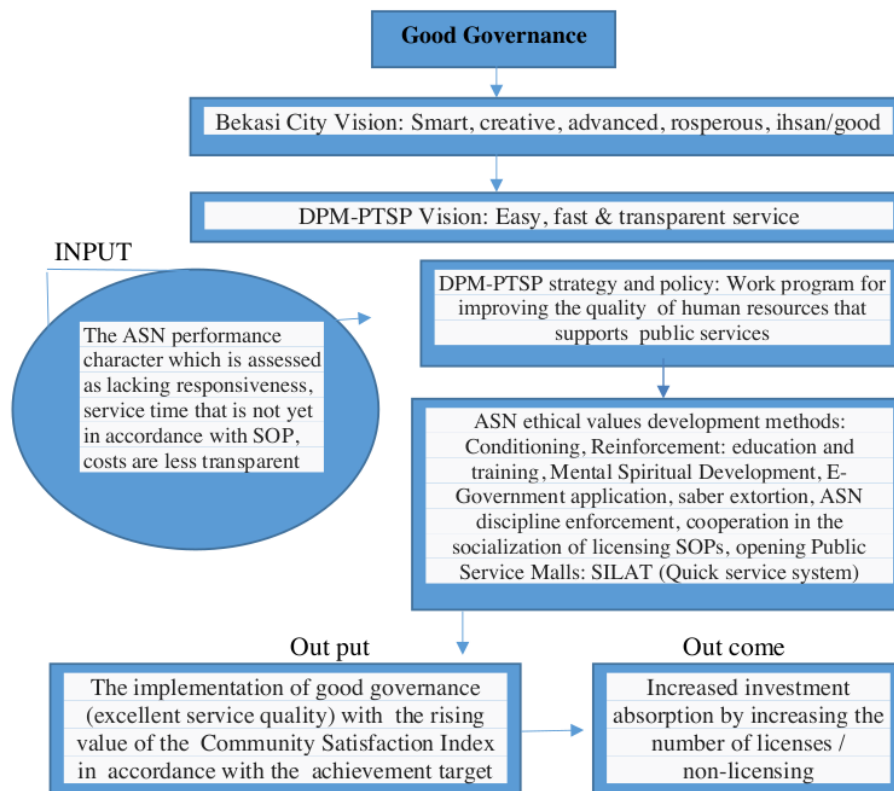 Good Governance
Bekasi City Vision: Smart, creative, advanced, rosperous, ihsan/good
DPM-PTSP Vision: Easy, fast & transparent service
INPUT
The ASN performance
character which is assessed
as lacking responsiveness,
service time that is not yet
in accordance with SOP,
costs are less transparent
DPM-PTSP strategy and policy: Work program for
improving the quality of human resources that
supports public services
ASN ethical values development methods:
Conditioning, Reinforcement: education and
training, Mental Spiritual Development, E-
Government application, saber extortion, ASN
discipline enforcement, cooperation in the
socialization of licensing SOPs, opening Public
Service Malls: SILAT (Quick service system)
Out put
The implementation of good governance
(excellent service quality) with the rising
value of the Community Satisfaction Index
in accordance with the achievement target
Out come
Increased investment
absorption by increasing the
number of licenses /
non-licensing